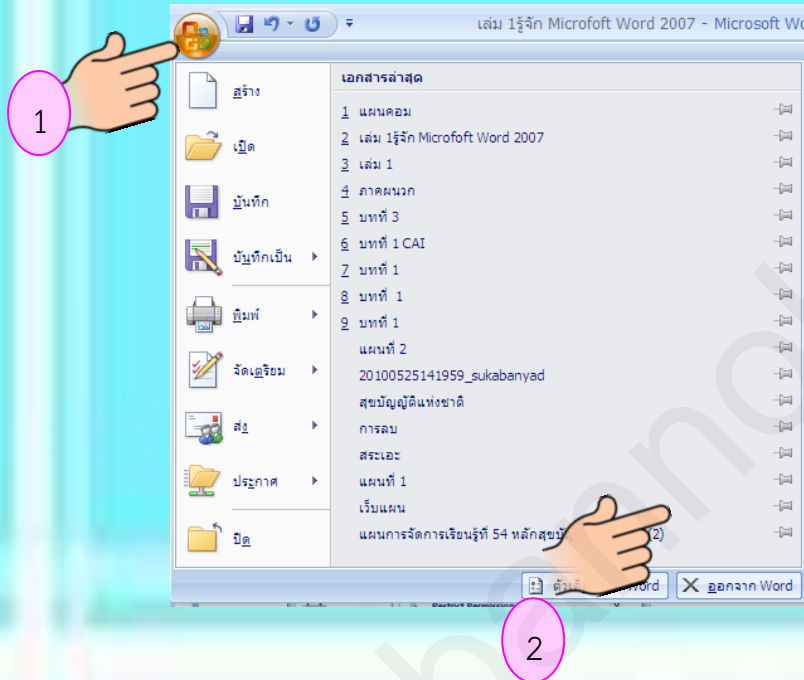 เล่ม 1รู้จัก Microfoft Word 2007 - Microsoft Wo
1
สร้าง
เปิด
บันทึก
บันทึกเป็น
พิมพ์
จัดเตรียม
ส่ง
ประกาศ
ปิด
เอกสารล่าสุด
1 แผนคอม
2 เล่ม 1รู้จัก Microfoft Word 2007
3 เล่ม 1
4 ภาคผนวก
5 บทที่ 3
6 บทที่ 1 CAI
7 บทที่ 1
8 บทที่  1
9 บทที่ 1
แผนที่ 2
20100525141959_sukabanyad
สุขบัญญัติแห่งชาติ
การลบ
สระเอะ
แผนที่ 1
เว็บแผน
แผนการจัดการเรียนรู้ที่ 54 หลักสุขบั (2)
Word
ออกจาก Word
Restrict Permission
2